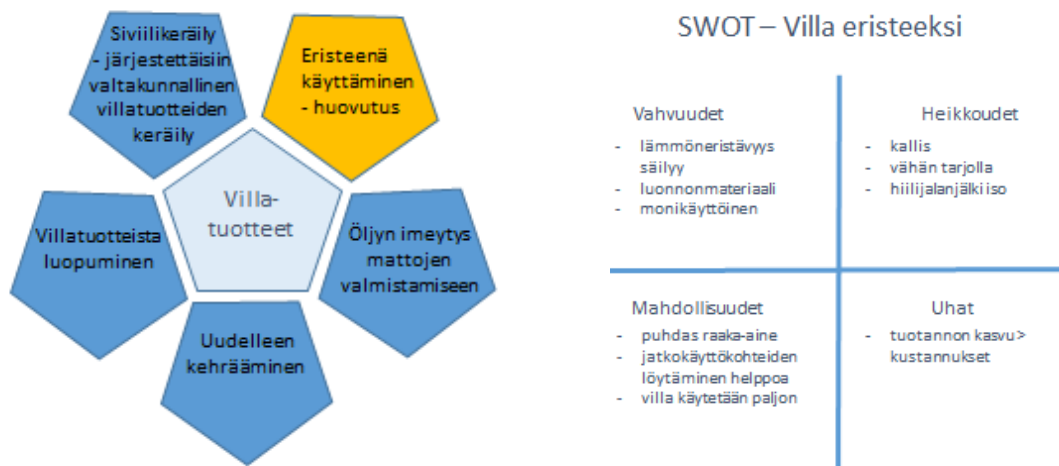 Siviilikeräily
- järjestettäisiin
valtakunnallinen
villatuotteiden
keräily
Eristeenä
käyttäminen
- huovutus
Villa-
tuotteet
Villatuotteista
luopuminen
Öljyn imeytys
mattojen
valmistamiseen
Uudelleen
kehrääminen
SWOT – Villa eristeeksi
Vahvuudet
- lämmöneristävyys
säilyy
- luonnonmateriaali
- monikäyttöinen
Heikkoudet
- kallis
- vähän tarjolla
- hiilijalanjälki iso
Mahdollisuudet
- puhdas raaka-aine
- jatkokäyttökohteiden
löytäminen helppoa
- villa käytetään paljon
Uhat
- tuotannon kasvu>
kustannukset